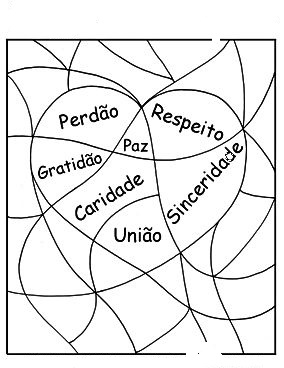 Perdão
Respeito
Paz
Gratidão
Caridade
Sinceridade
União